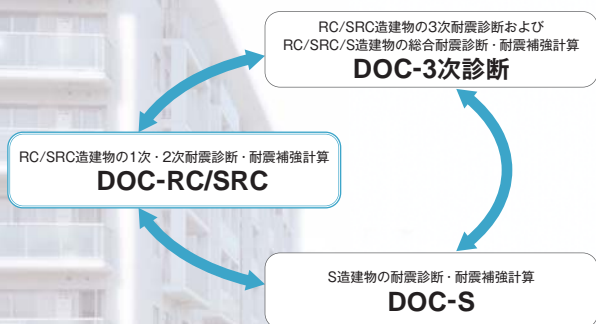 RC/SRC造建物の3次耐震診断および
RC/SRC/S造建物の総合耐震診断・耐震補強計算
DOC-3次診断
RC/SRC造建物の1次・2次耐震診断・耐震補強計算
DOC-RC/SRC
S造建物の耐震診断・耐震補強計算
DOC-S